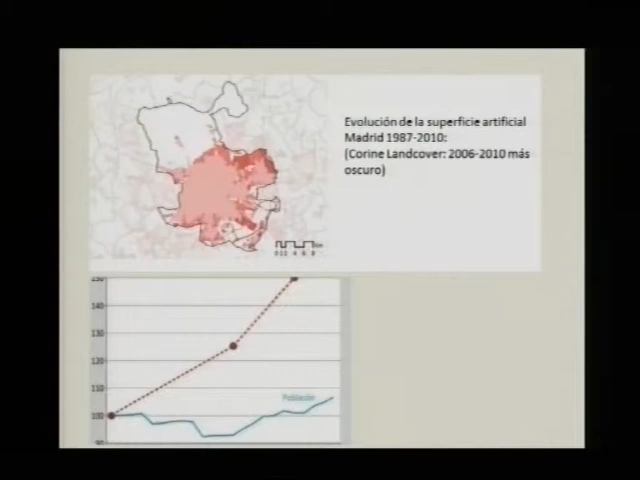 Evolución de la superficie artificial
Madrid 1987-2010:
(Corine Landcover: 2006-2010 más
oscuro)
150
140
130
120
110
Población
100
90